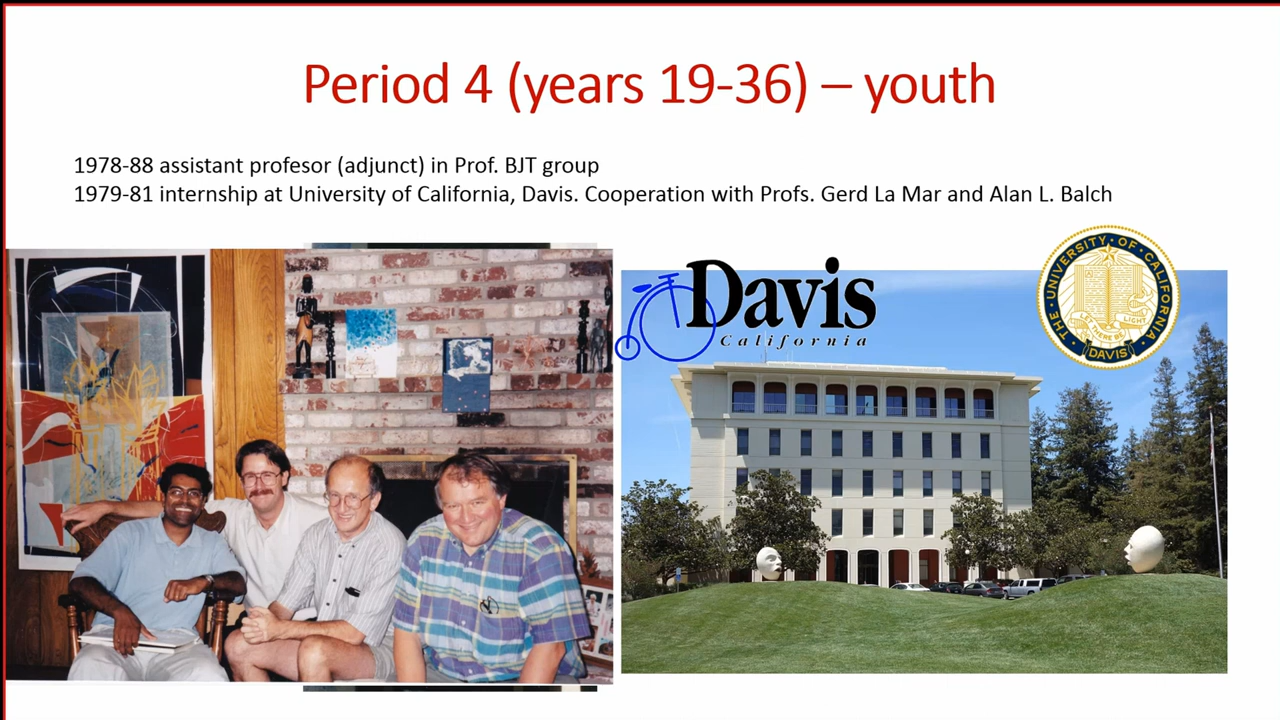 Period 4 (years 19-36) – youth
1978-88 assistant profesor (adjunct) in Prof. BJT group
1979-81 internship at University of California, Davis. Cooperation with Profs. Gerd La Mar and Alan L. Balch
Davis
California
THE · UNIVERSITY · OF · CALIFORNIA
LET THERE BE LIGHT
DAVIS